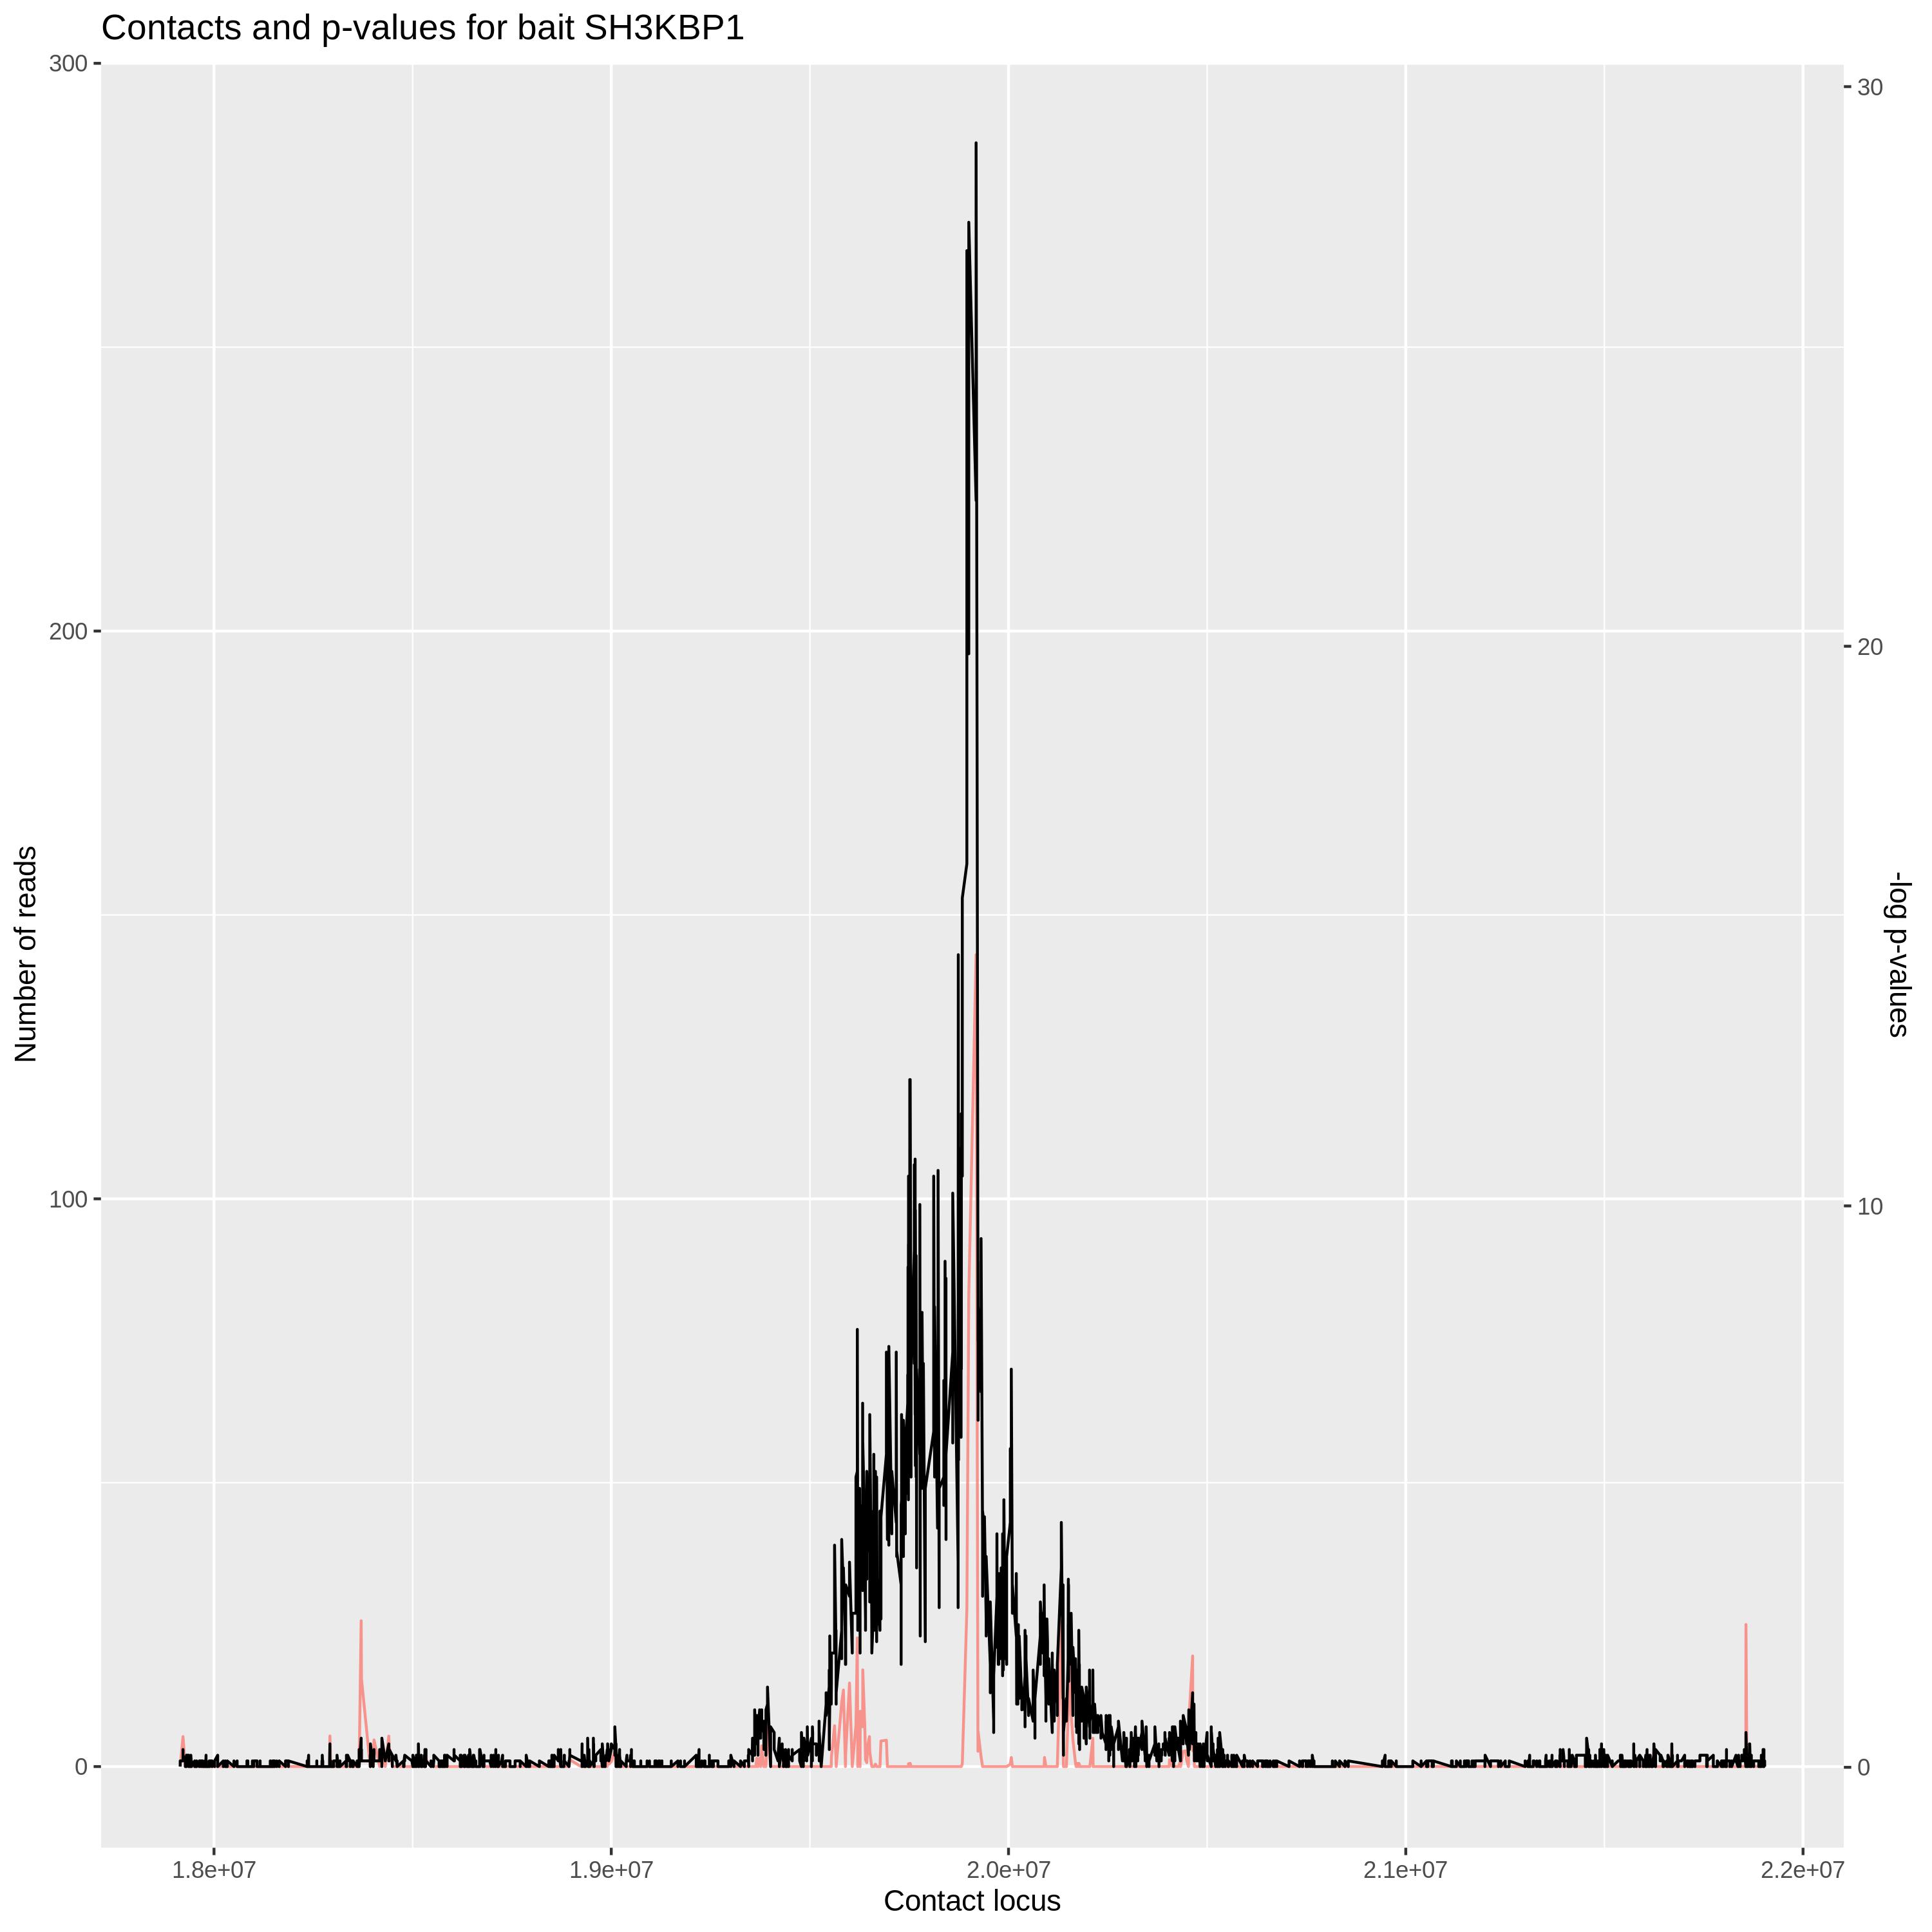 Contacts and p-values for bait SH3KBP1
300
200
100
0
Number of reads
30
20
10
0
-log p-values
1.8e+07
1.9e+07
2.0e+07
2.1e+07
2.2e+07
Contact locus